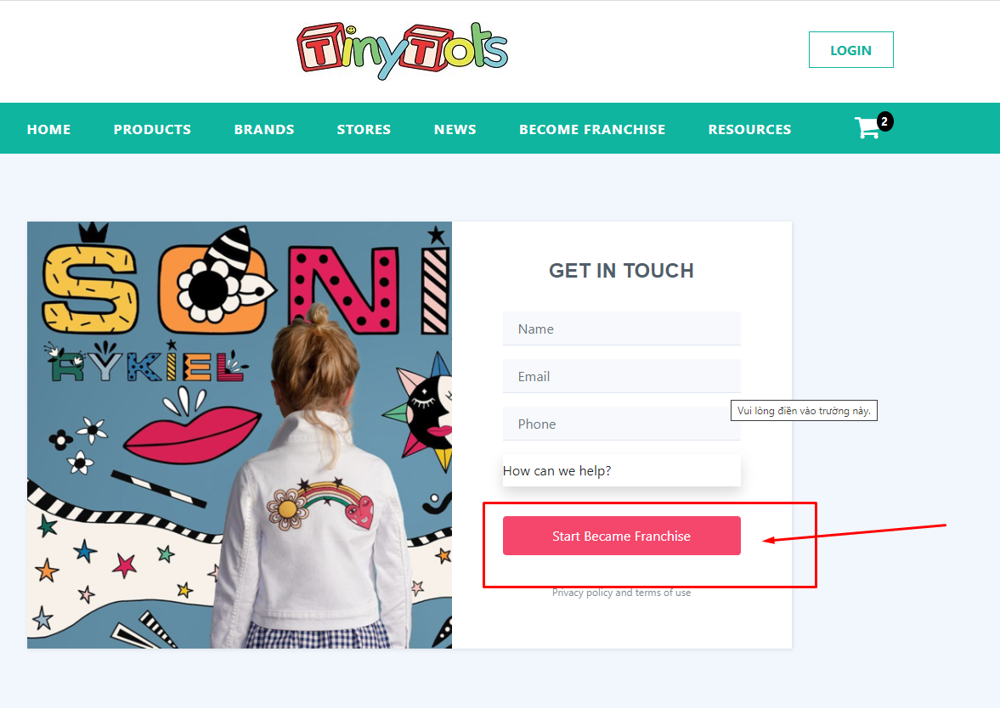 TinyTots
LOGIN
HOME PRODUCTS BRANDS STORES NEWS BECOME FRANCHISE RESOURCES 2
SONI
RYKIEL
GET IN TOUCH
Name
Email
Vui lòng điền vào trường này.
Phone
How can we help?
Start Became Franchise
Privacy policy and terms of use